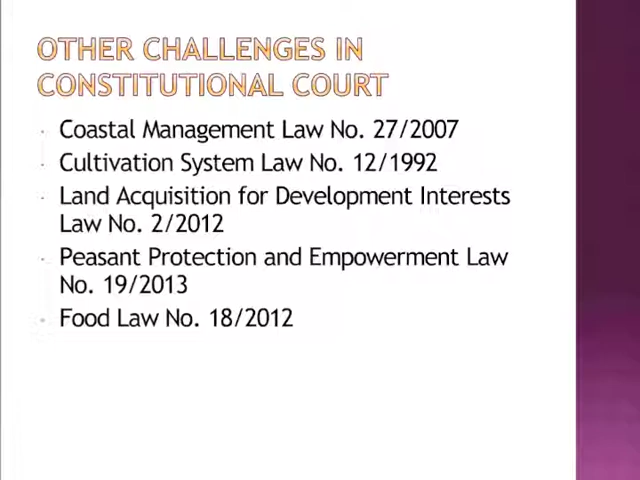 OTHER CHALLENGES IN
CONSTITUTIONAL COURT
· Coastal Management Law No. 27/2007
· Cultivation System Law No. 12/1992
· Land Acquisition for Development Interests
Law No. 2/2012
· Peasant Protection and Empowerment Law
No. 19/2013
· Food Law No. 18/2012